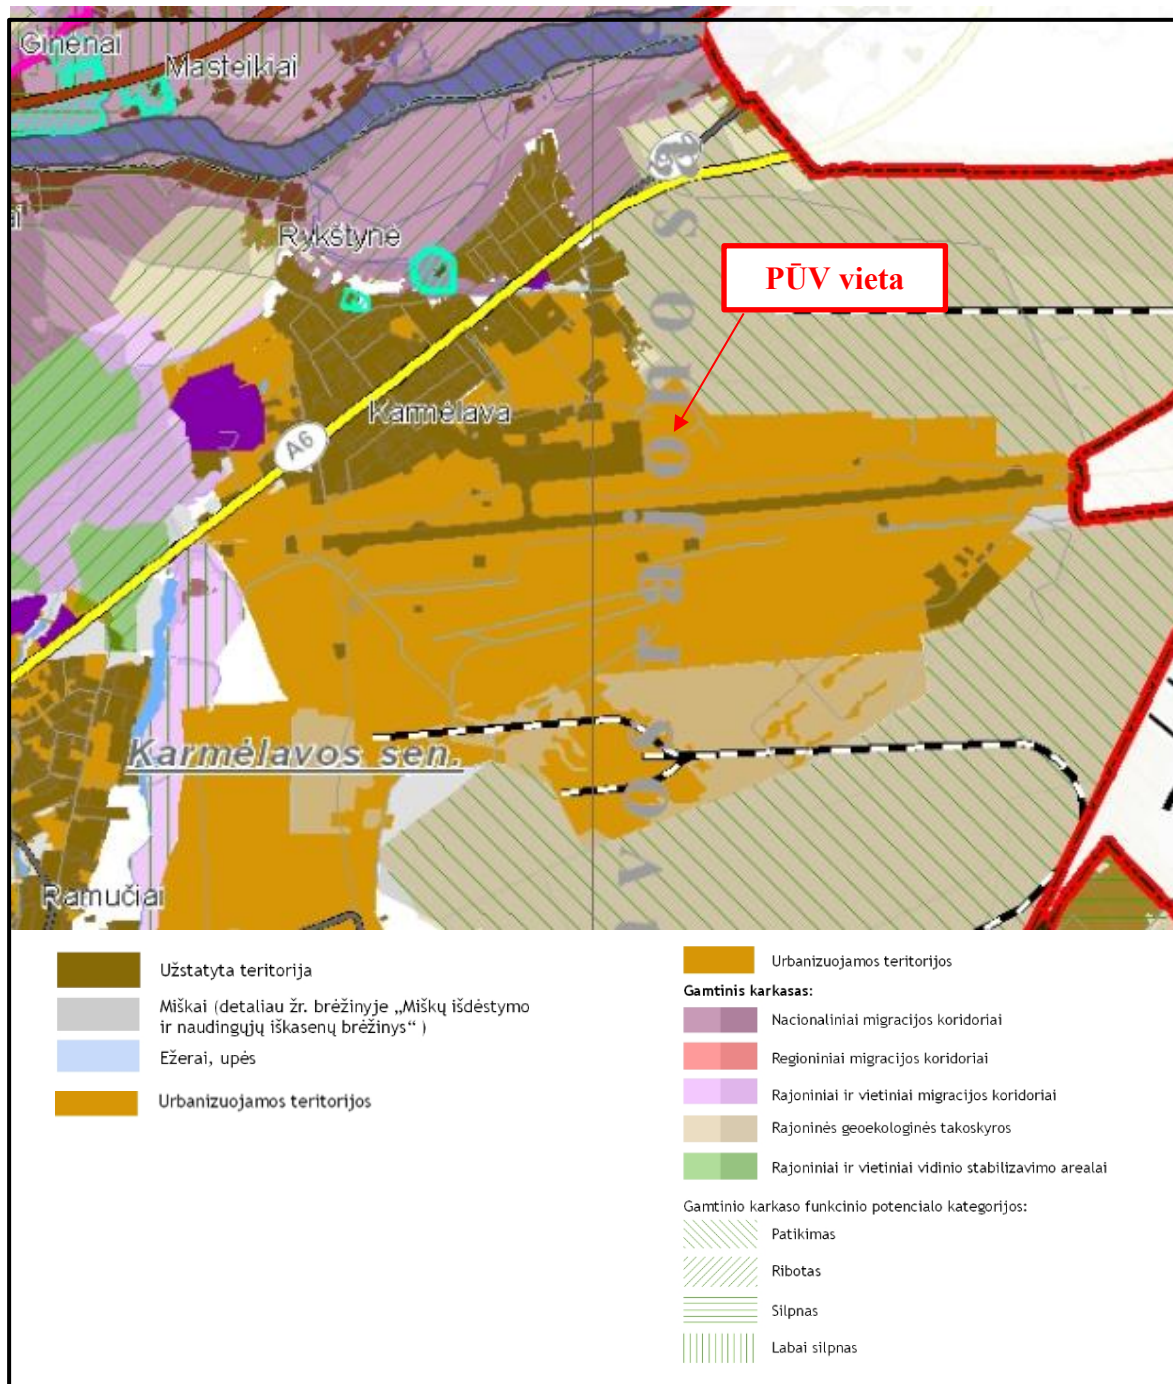 Ginėnai
Masteikiai
Rykštynė
PŪV vieta
Karmėlava
A6
Karmėlavos sen.
Ramučiai
Užstatyta teritorija
Miškai (detaliau žr. brėžinyje „Miškų išdėstymo
ir naudingųjų iškasenų brėžinys“ )
Ežerai, upės
Urbanizuojamos teritorijos
Urbanizuojamos teritorijos
Gamtinis karkasas:
Nacionaliniai migracijos koridoriai
Regioniniai migracijos koridoriai
Rajoniniai ir vietiniai migracijos koridoriai
Rajoninės geoekologinės takoskyros
Rajoniniai ir vietiniai vidinio stabilizavimo arealai
Gamtinio karkaso funkcinio potencialo kategorijos:
Patikimas
Ribotas
Silpnas
Labai silpnas